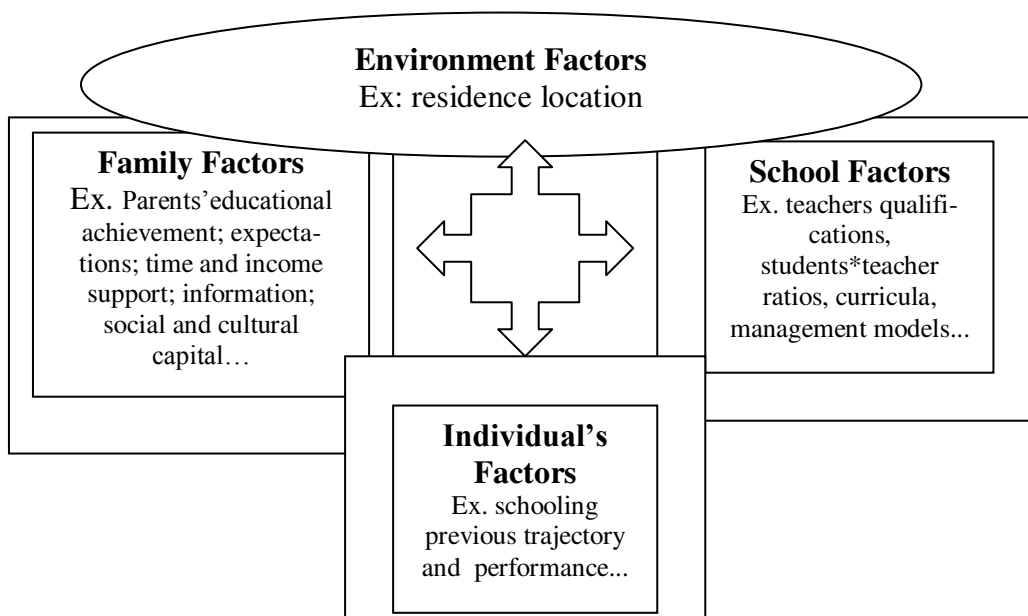 Environment Factors
Ex: residence location
Family Factors
Ex. Parents’educational
achievement; expecta-
tions; time and income
support; information;
social and cultural
capital…
School Factors
Ex. teachers qualifi-
cations,
students*teacher
ratios, curricula,
management models...
Individual’s
Factors
Ex. schooling
previous trajectory
and performance...